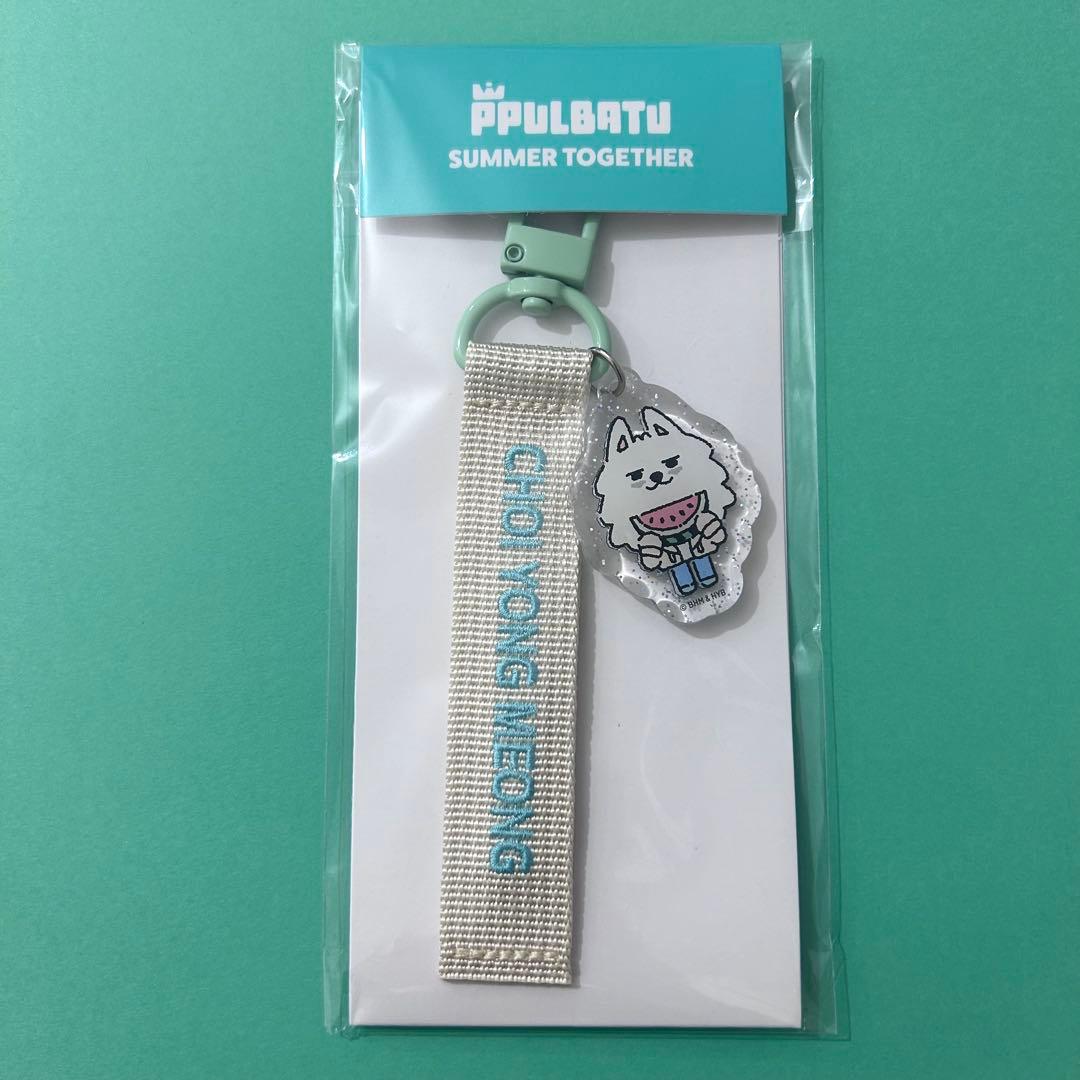 PPULBATU
SUMMER TOGETHER
CHOI YONG MEONG
© BHM & HYB